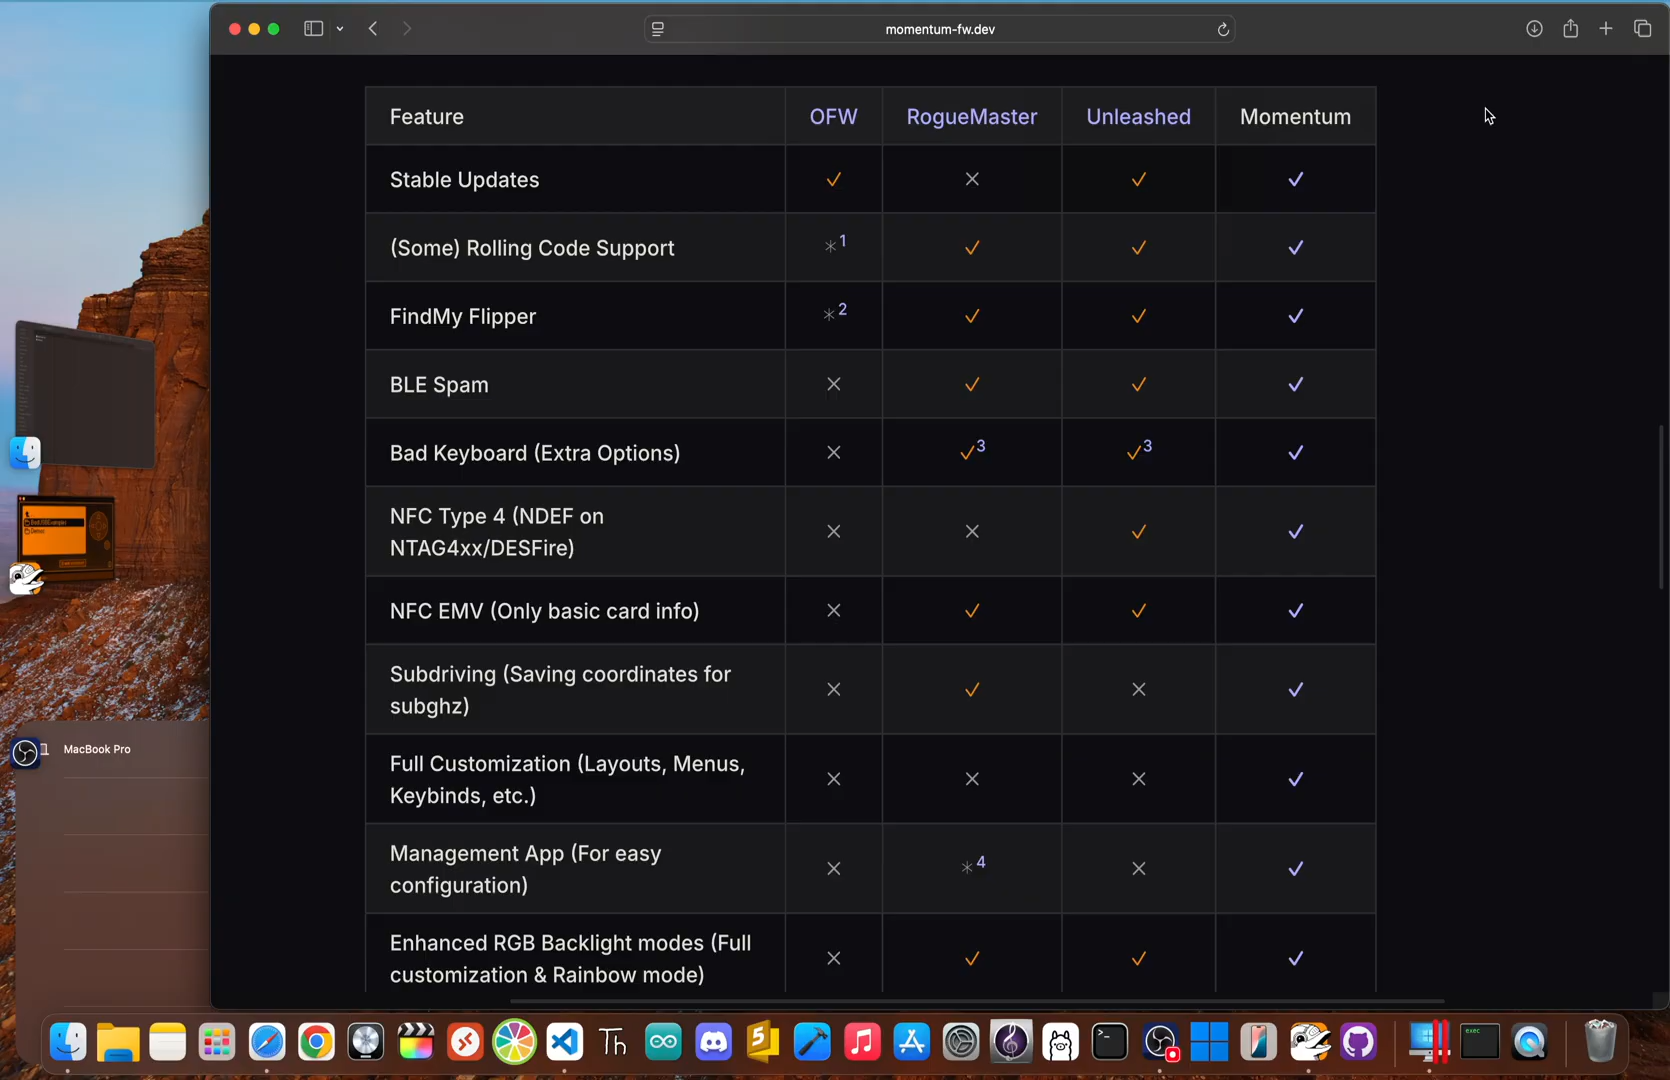 momentum-fw.dev
Feature OFW RogueMaster Unleashed Momentum
Stable Updates ✓ × ✓ ✓
(Some) Rolling Code Support *1 ✓ ✓ ✓
FindMy Flipper *2 ✓ ✓ ✓
BLE Spam × ✓ ✓ ✓
Bad Keyboard (Extra Options) × ✓3 ✓3 ✓
NFC Type 4 (NDEF on
NTAG4xx/DESFire) × × ✓ ✓
NFC EMV (Only basic card info) × ✓ ✓ ✓
Subdriving (Saving coordinates for
subghz) × ✓ × ✓
Full Customization (Layouts, Menus,
Keybinds, etc.) × × × ✓
Management App (For easy
configuration) × *4 × ✓
Enhanced RGB Backlight modes (Full
customization & Rainbow mode) × ✓ ✓ ✓
MacBook Pro
Th
5
exec